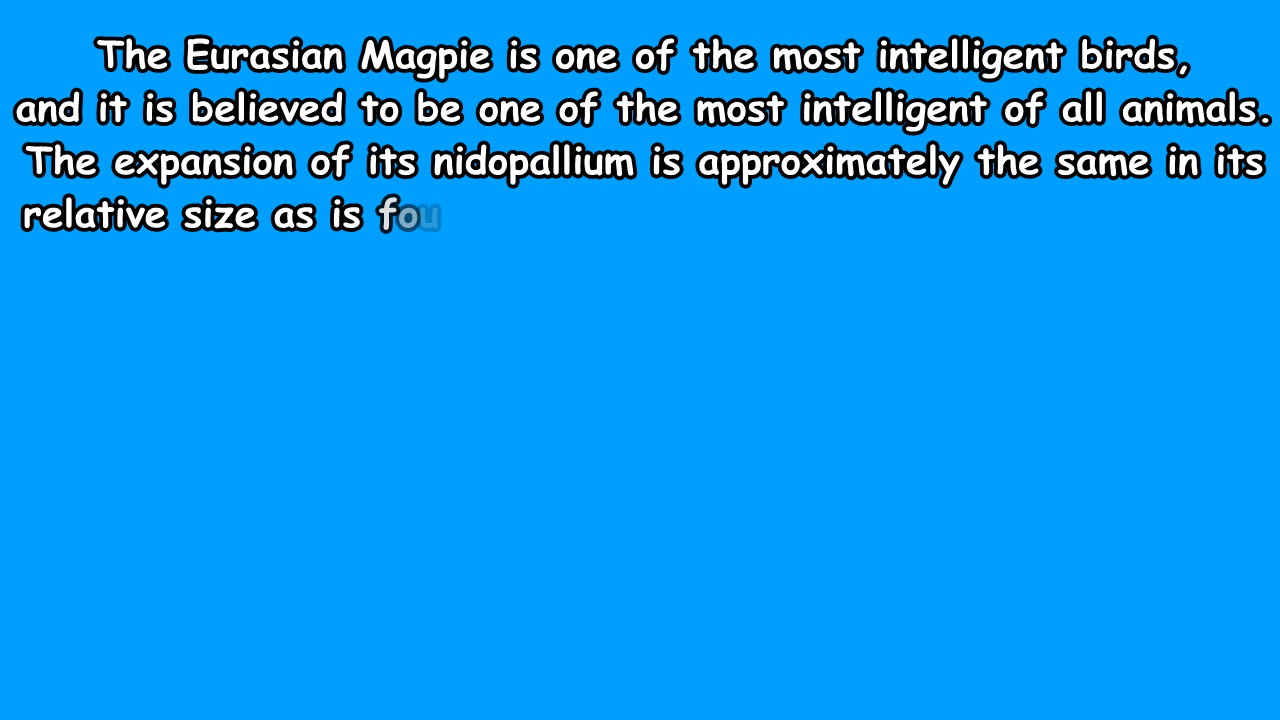 The Eurasian Magpie is one of the most intelligent birds,
and it is believed to be one of the most intelligent of all animals.
The expansion of its nidopallium is approximately the same in its
relative size as is fou